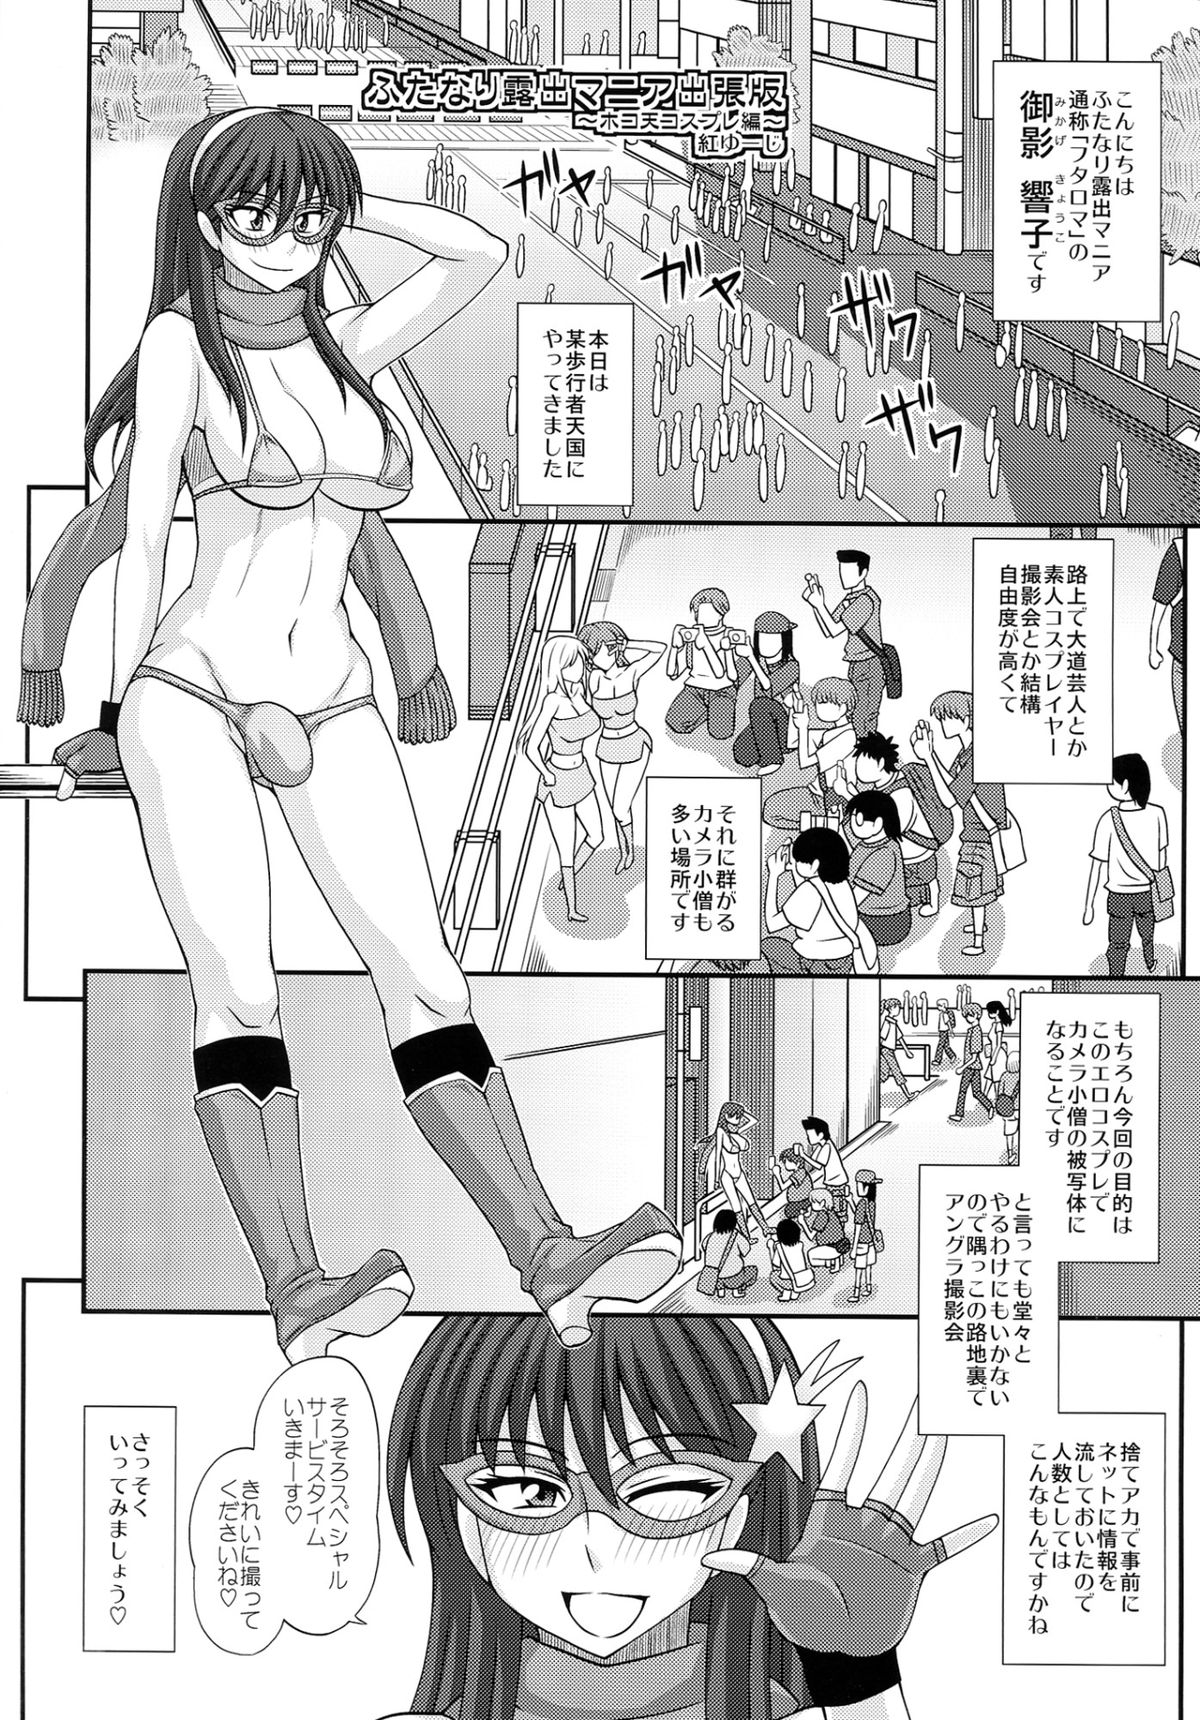 ふたなり露出マニア出張版
～ホコ天コスプレ編～
紅ゆーじ
こんにちは
ふたなり露出マニア
通称「フタロマ」の
御影 響子です
みかげ きょうこ
ガヤ
ガヤ
ザワ
ザワ
本日は
某歩行者天国に
やってきました
路上で大道芸人とか
素人コスプレイヤー
撮影会とか結構
自由度が高くて
それに群がる
カメラ小僧も
多い場所です
もちろん今回の目的は
このエロコスプレで
カメラ小僧の被写体に
なることです
と言っても堂々と
やるわけにもいかない
ので隅っこの路地裏で
アングラ撮影会
捨てアカで事前に
ネットに情報を
流しておいたので
人数としては
こんなもんですかね
そろそろスペシャル
サービスタイム
いきまーす♡
きれいに撮って
くださいね♡
さっそく
いってみましょう♡